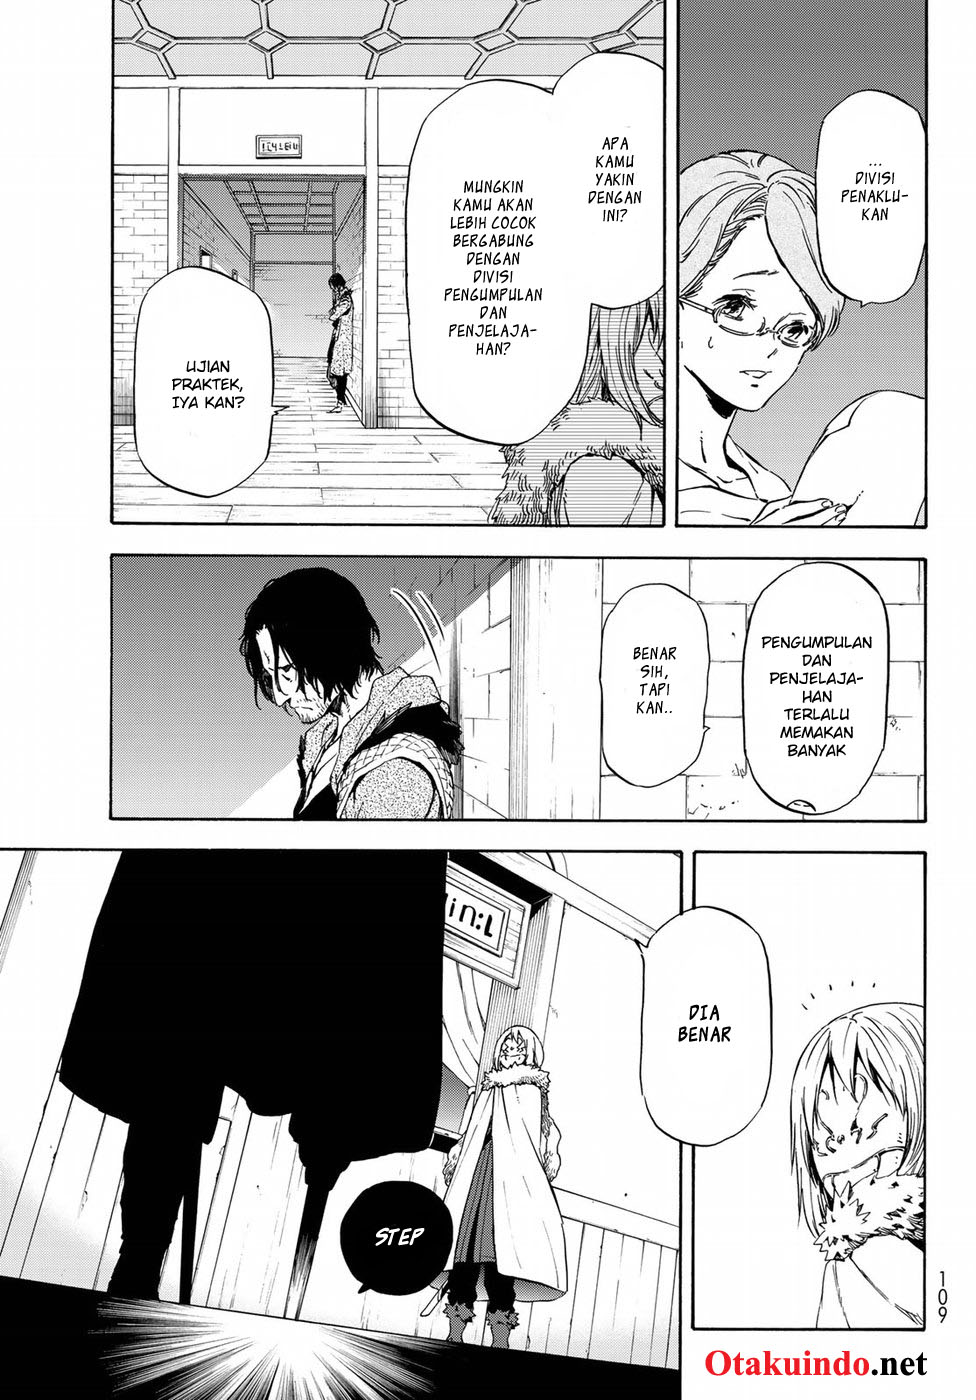 ...
DIVISI
PENAKLU-
KAN
APA
KAMU
YAKIN
DENGAN
INI?
MUNGKIN
KAMU AKAN
LEBIH COCOK
BERGABUNG
DENGAN
DIVISI
PENGUMPULAN
DAN
PENJELAJA-
HAN?
UJIAN
PRAKTEK,
IYA KAN?
PENGUMPULAN
DAN
PENJELAJA-
HAN
TERLALU
MEMAKAN
BANYAK
BENAR
SIH,
TAPI
KAN..
DIA
BENAR
STEP
109
Otakuindo.net